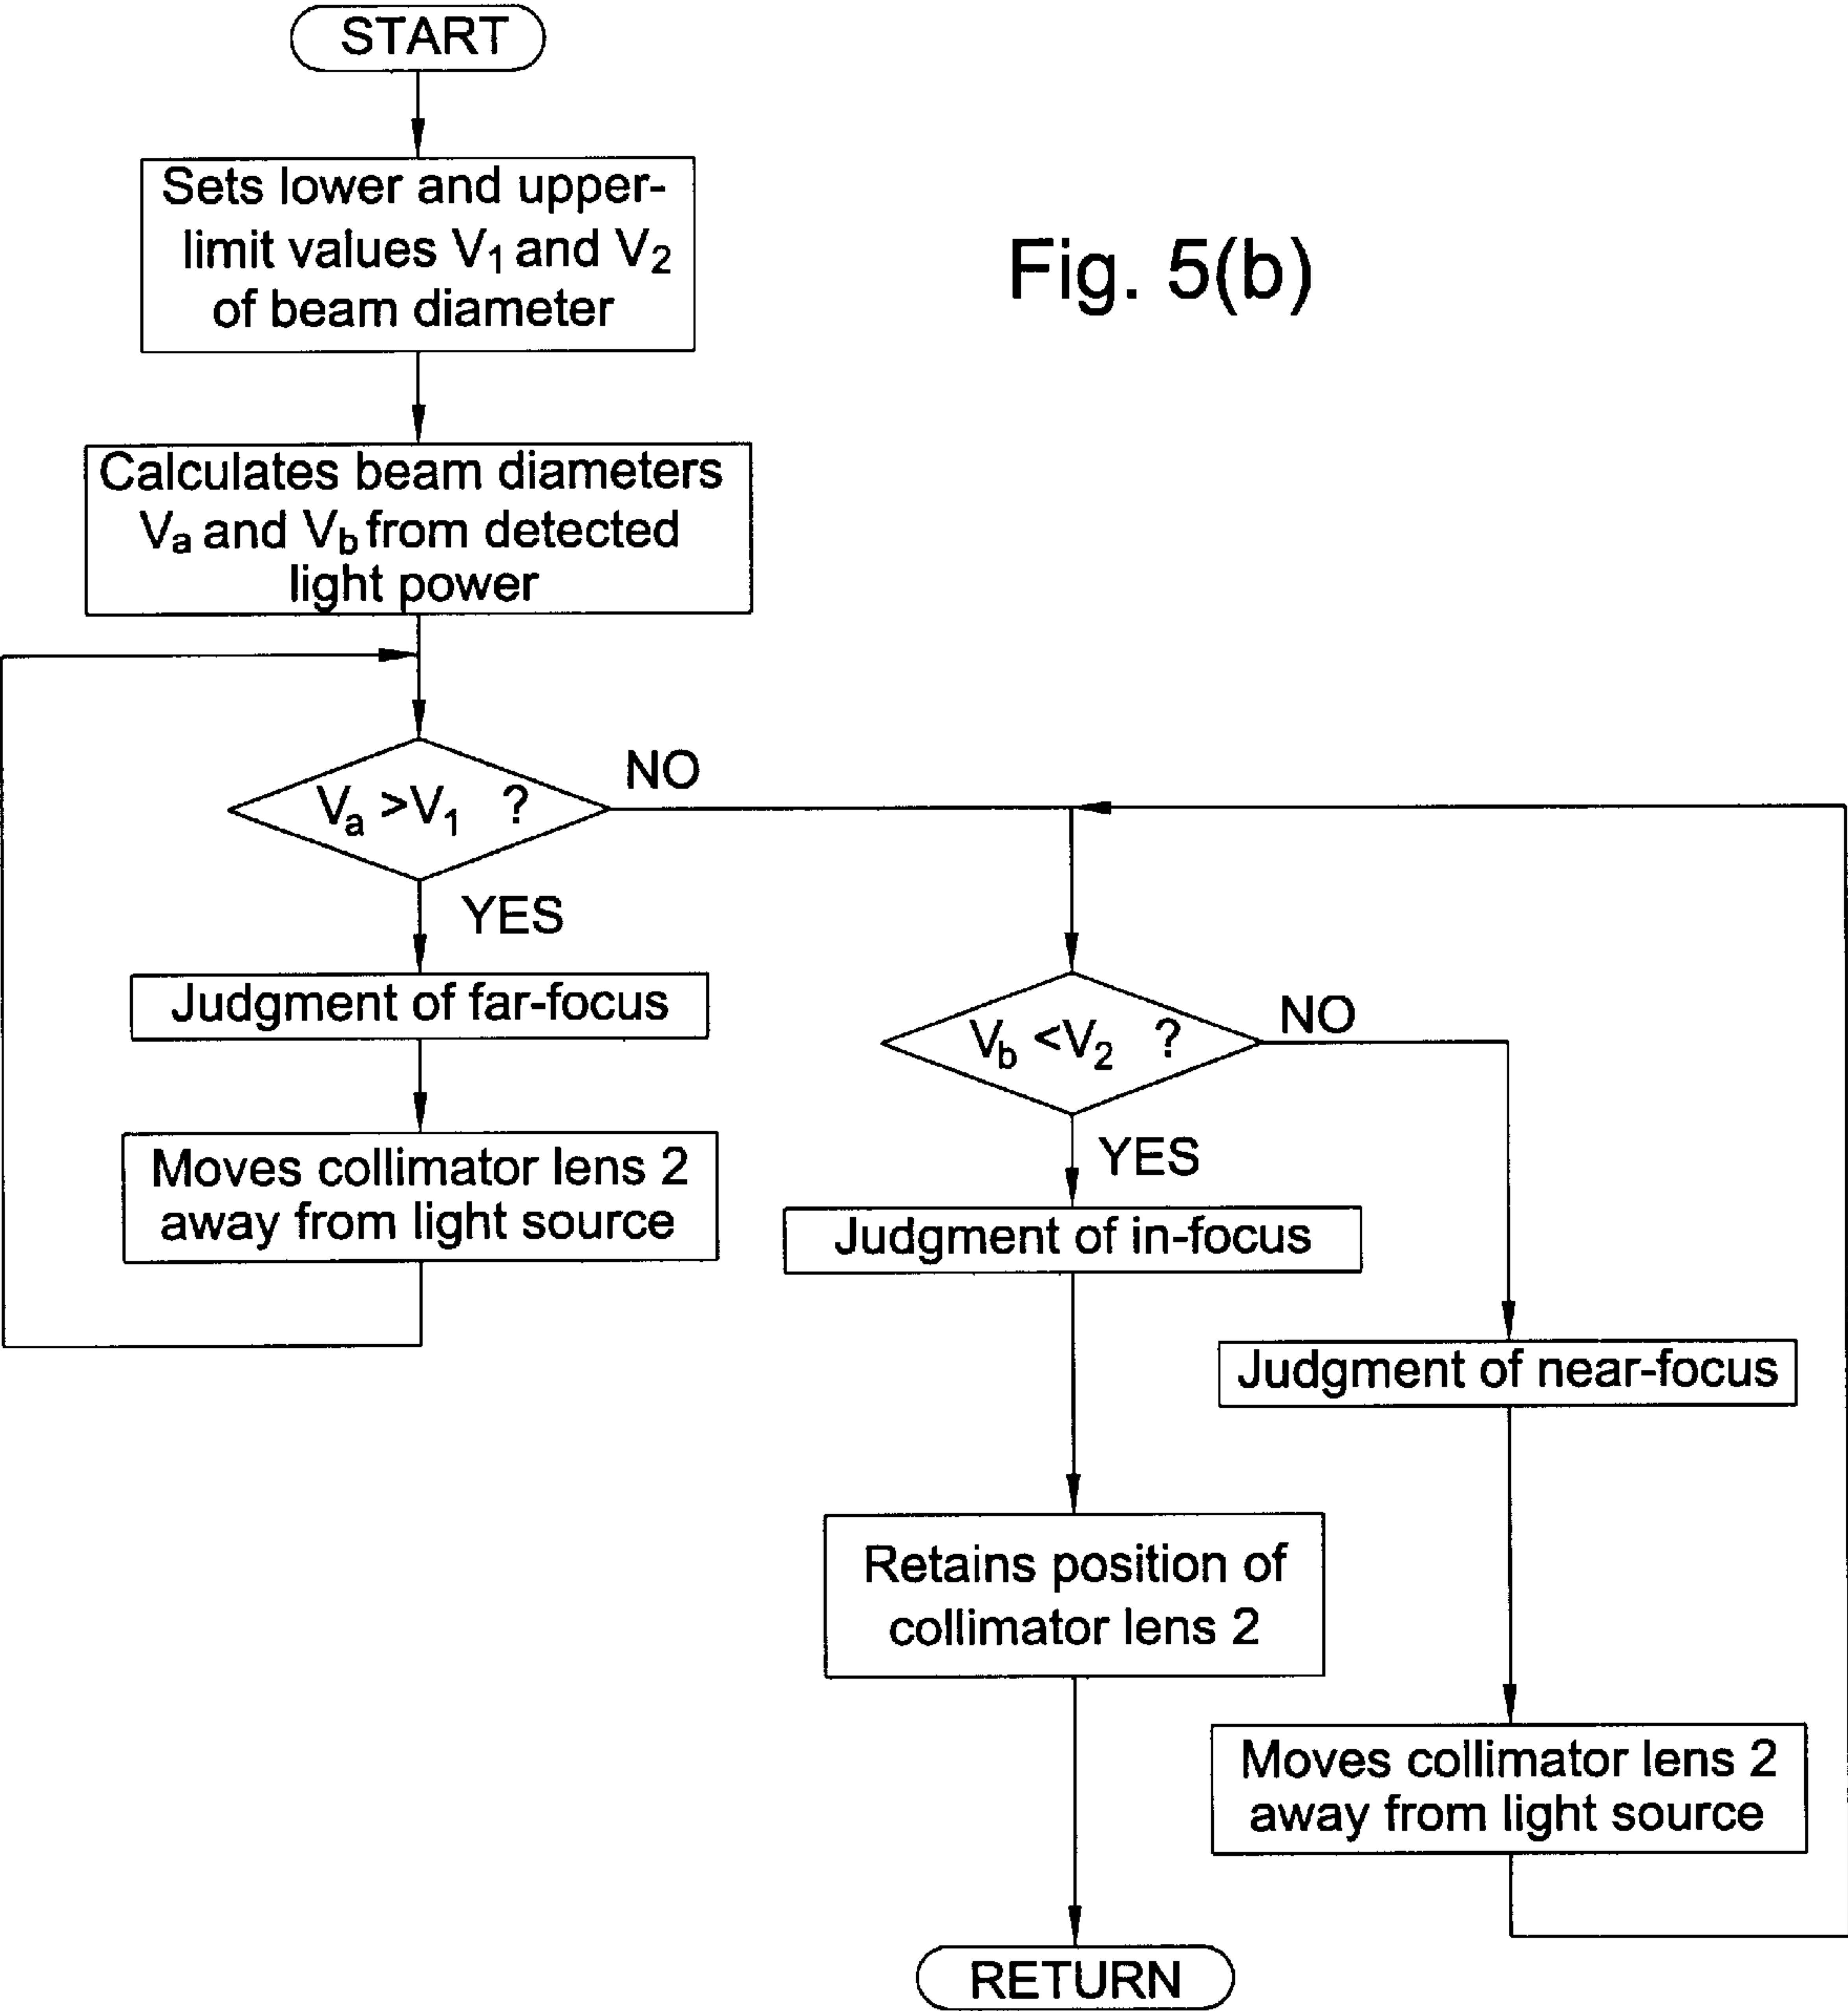 START
Sets lower and upper-
limit values V₁ and V₂
of beam diameter
Fig. 5(b)
Calculates beam diameters
Va and Vb from detected
light power
Va >V₁ ?
NO
YES
Judgment of far-focus
Moves collimator lens 2
away from light source
Vb <V₂ ?
NO
YES
Judgment of in-focus
Judgment of near-focus
Retains position of
collimator lens 2
Moves collimator lens 2
away from light source
RETURN